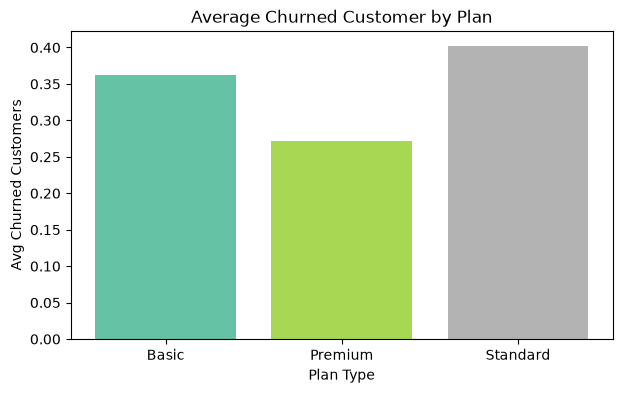 Average Churned Customer by Plan
Avg Churned Customers
0.40
0.35
0.30
0.25
0.20
0.15
0.10
0.05
0.00
Basic Premium Standard
Plan Type